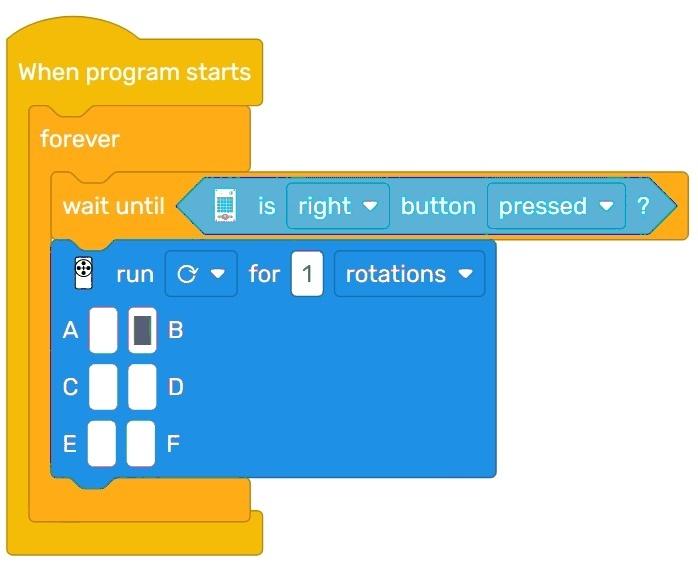 When program starts
forever
wait until is right button pressed ?
run for 1 rotations
A B
C D
E F